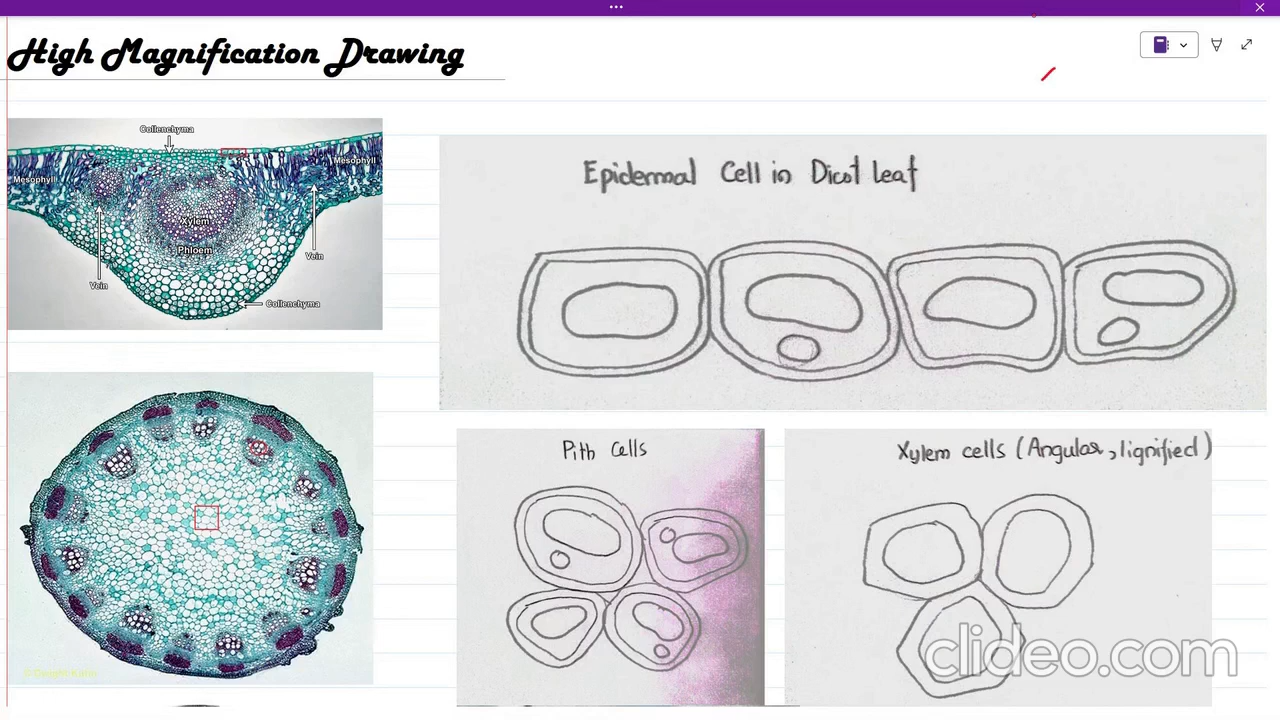 High Magnification Drawing
Collenchyma
Mesophyll
Mesophyll
Xylem
Phloem
Vein
Vein
Collenchyma
Epidermal Cell in Dicot leaf
Pith Cells
Xylem cells (Angular, lignified)
clideo.com